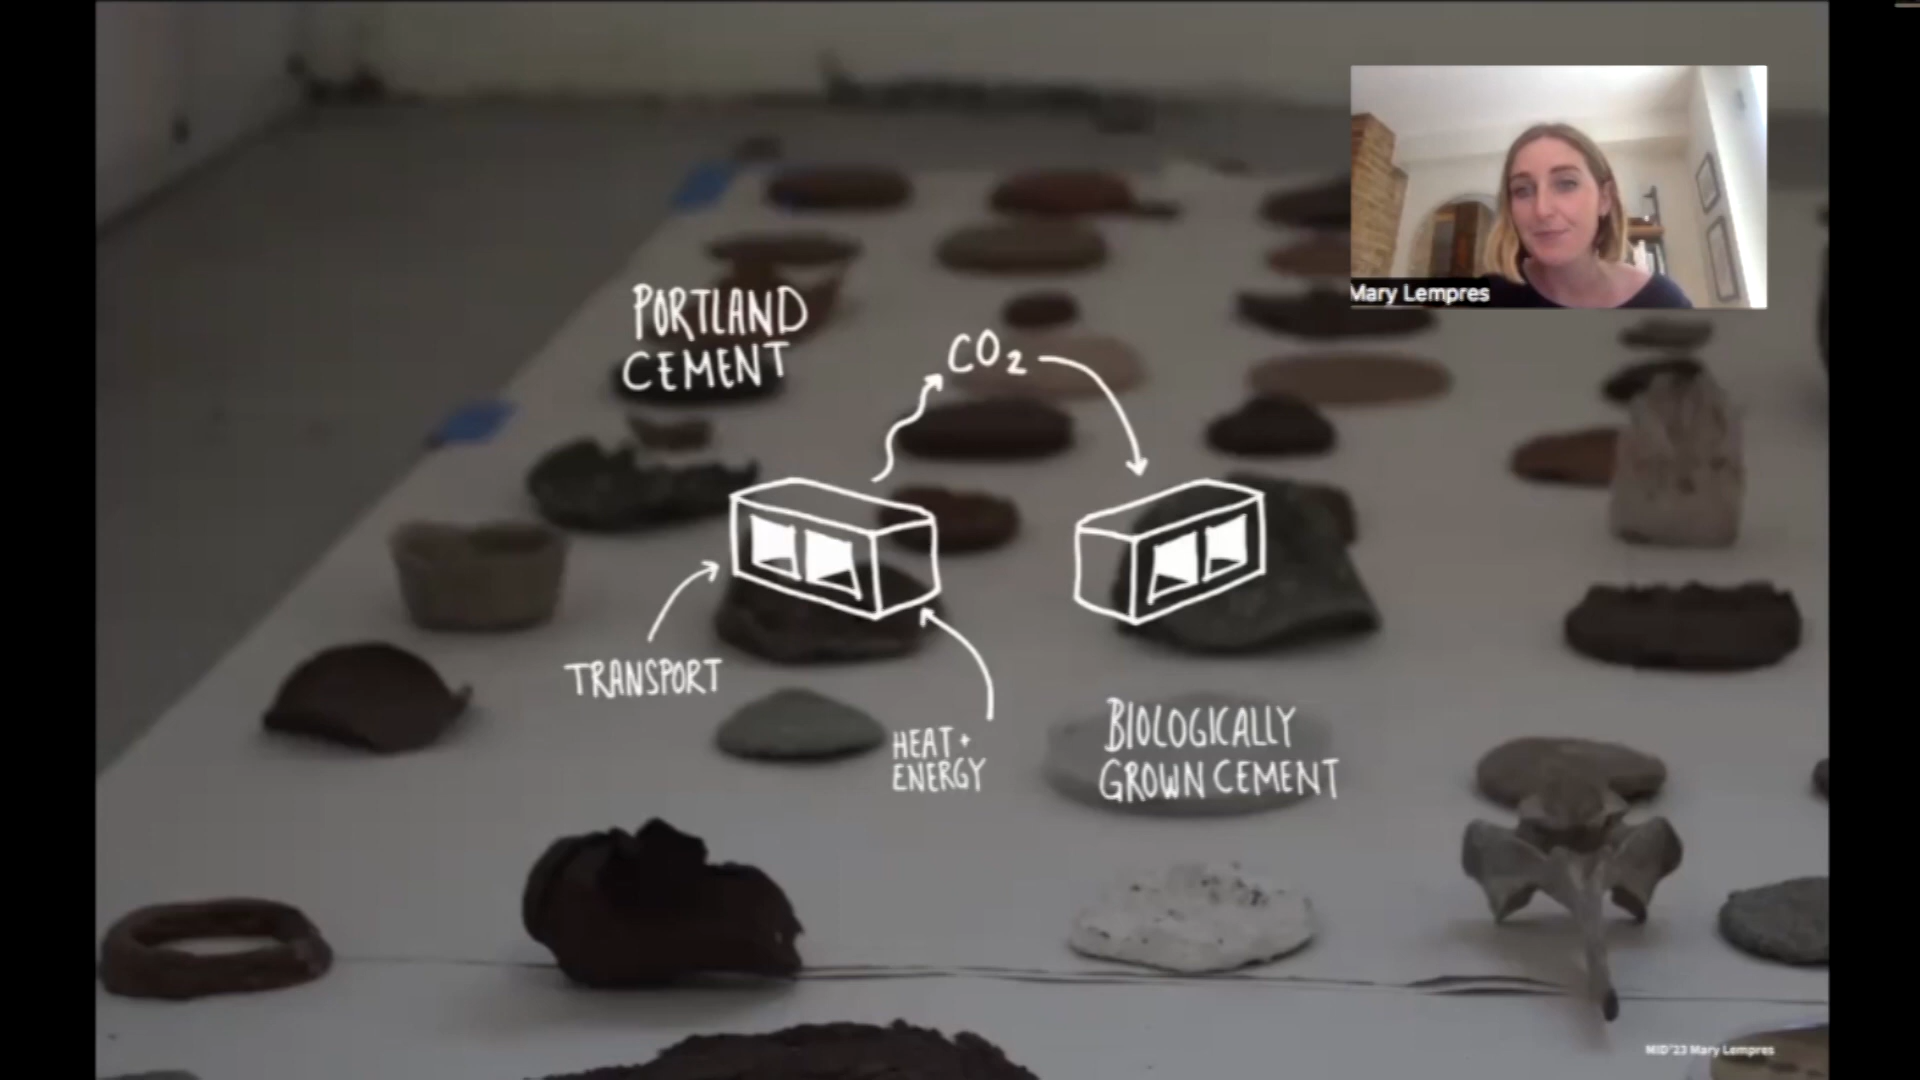 Mary Lempres
PORTLAND
CEMENT
CO2
TRANSPORT
HEAT +
ENERGY
BIOLOGICALLY
GROWN CEMENT
MID'23 Mary Lempres